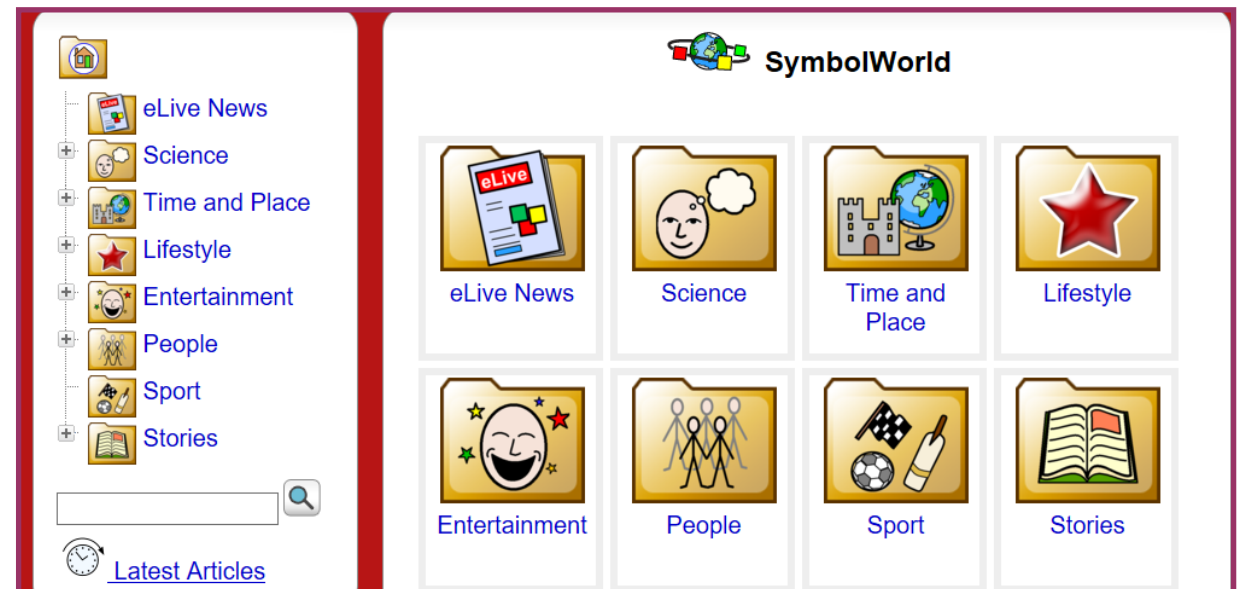 eLive News
Science
Time and Place
Lifestyle
Entertainment
People
Sport
Stories
Latest Articles
SymbolWorld
eLive
eLive News
Science
Time and
Place
Lifestyle
Entertainment
People
Sport
Stories